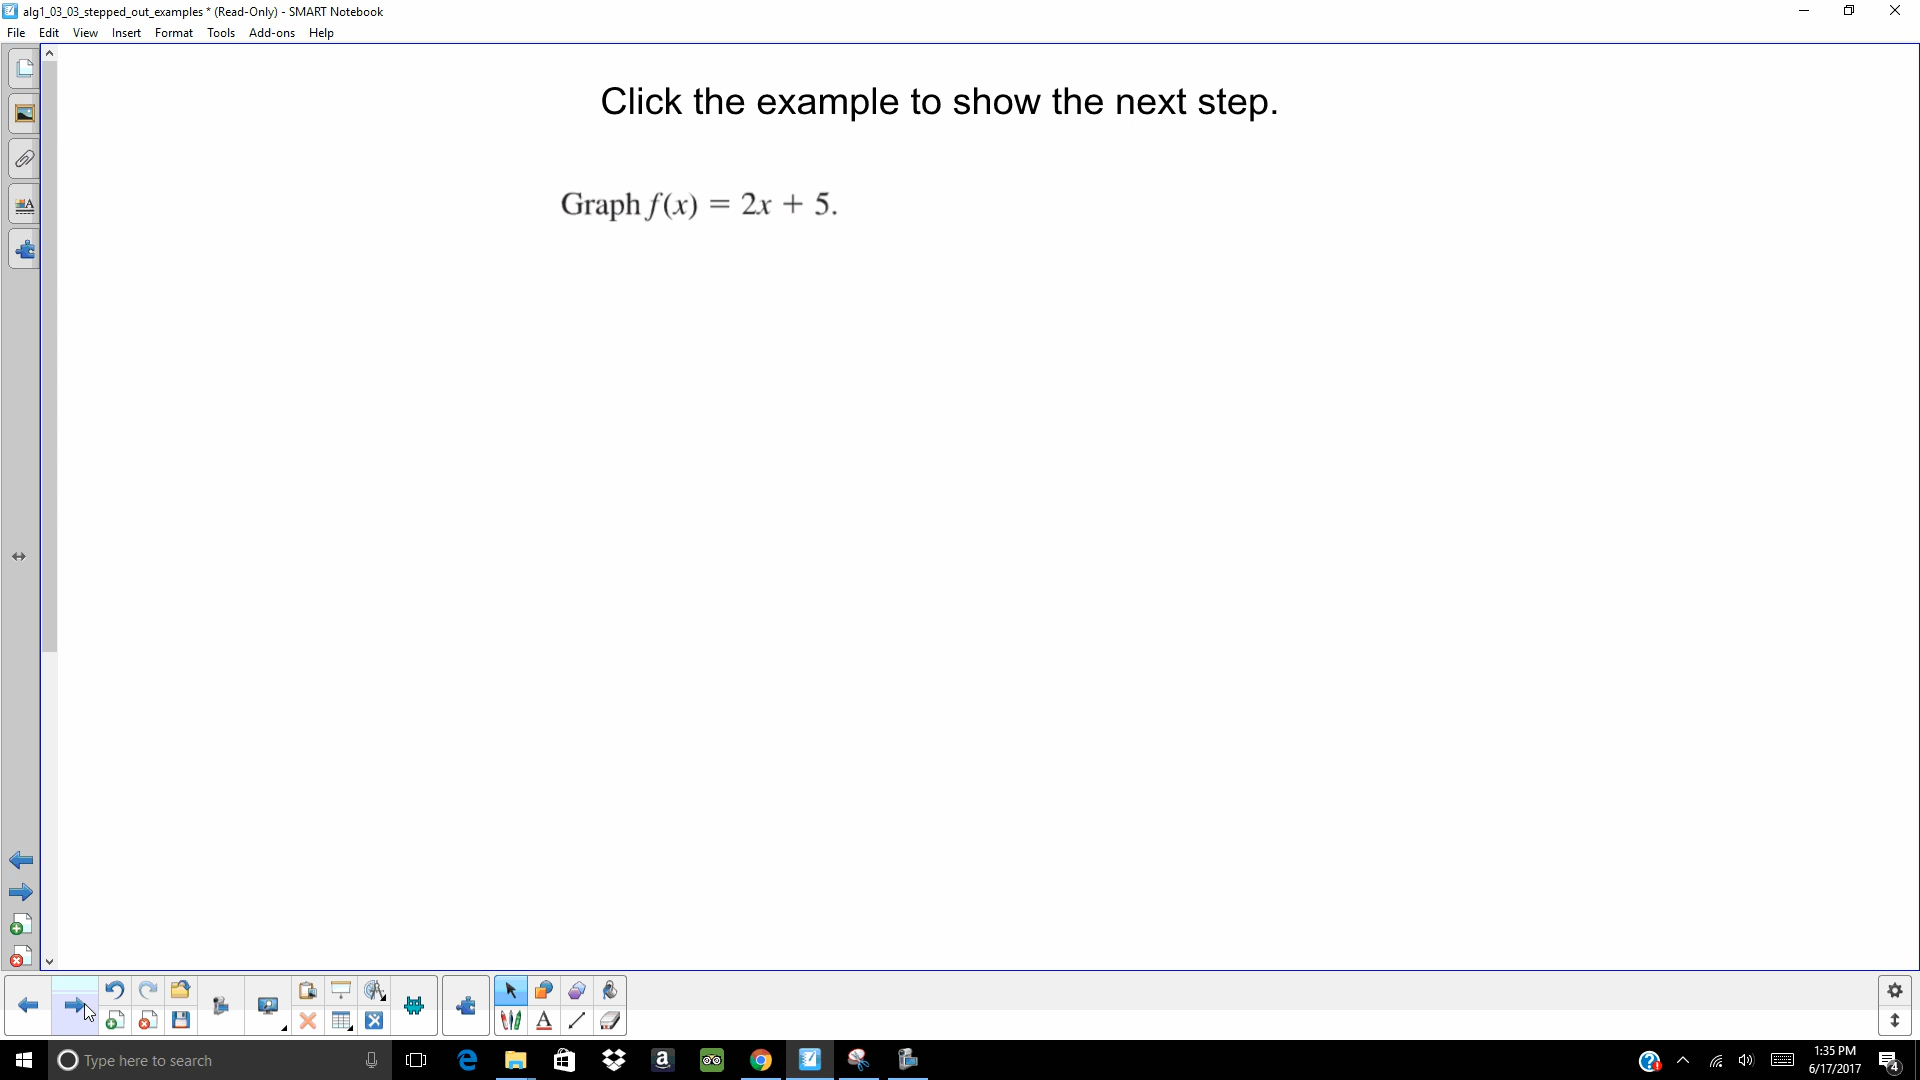 alg1_03_03_stepped_out_examples * (Read-Only) - SMART Notebook
File Edit View Insert Format Tools Add-ons Help
Click the example to show the next step.
Graph f(x) = 2x + 5.
Type here to search
1:35 PM
6/17/2017
4